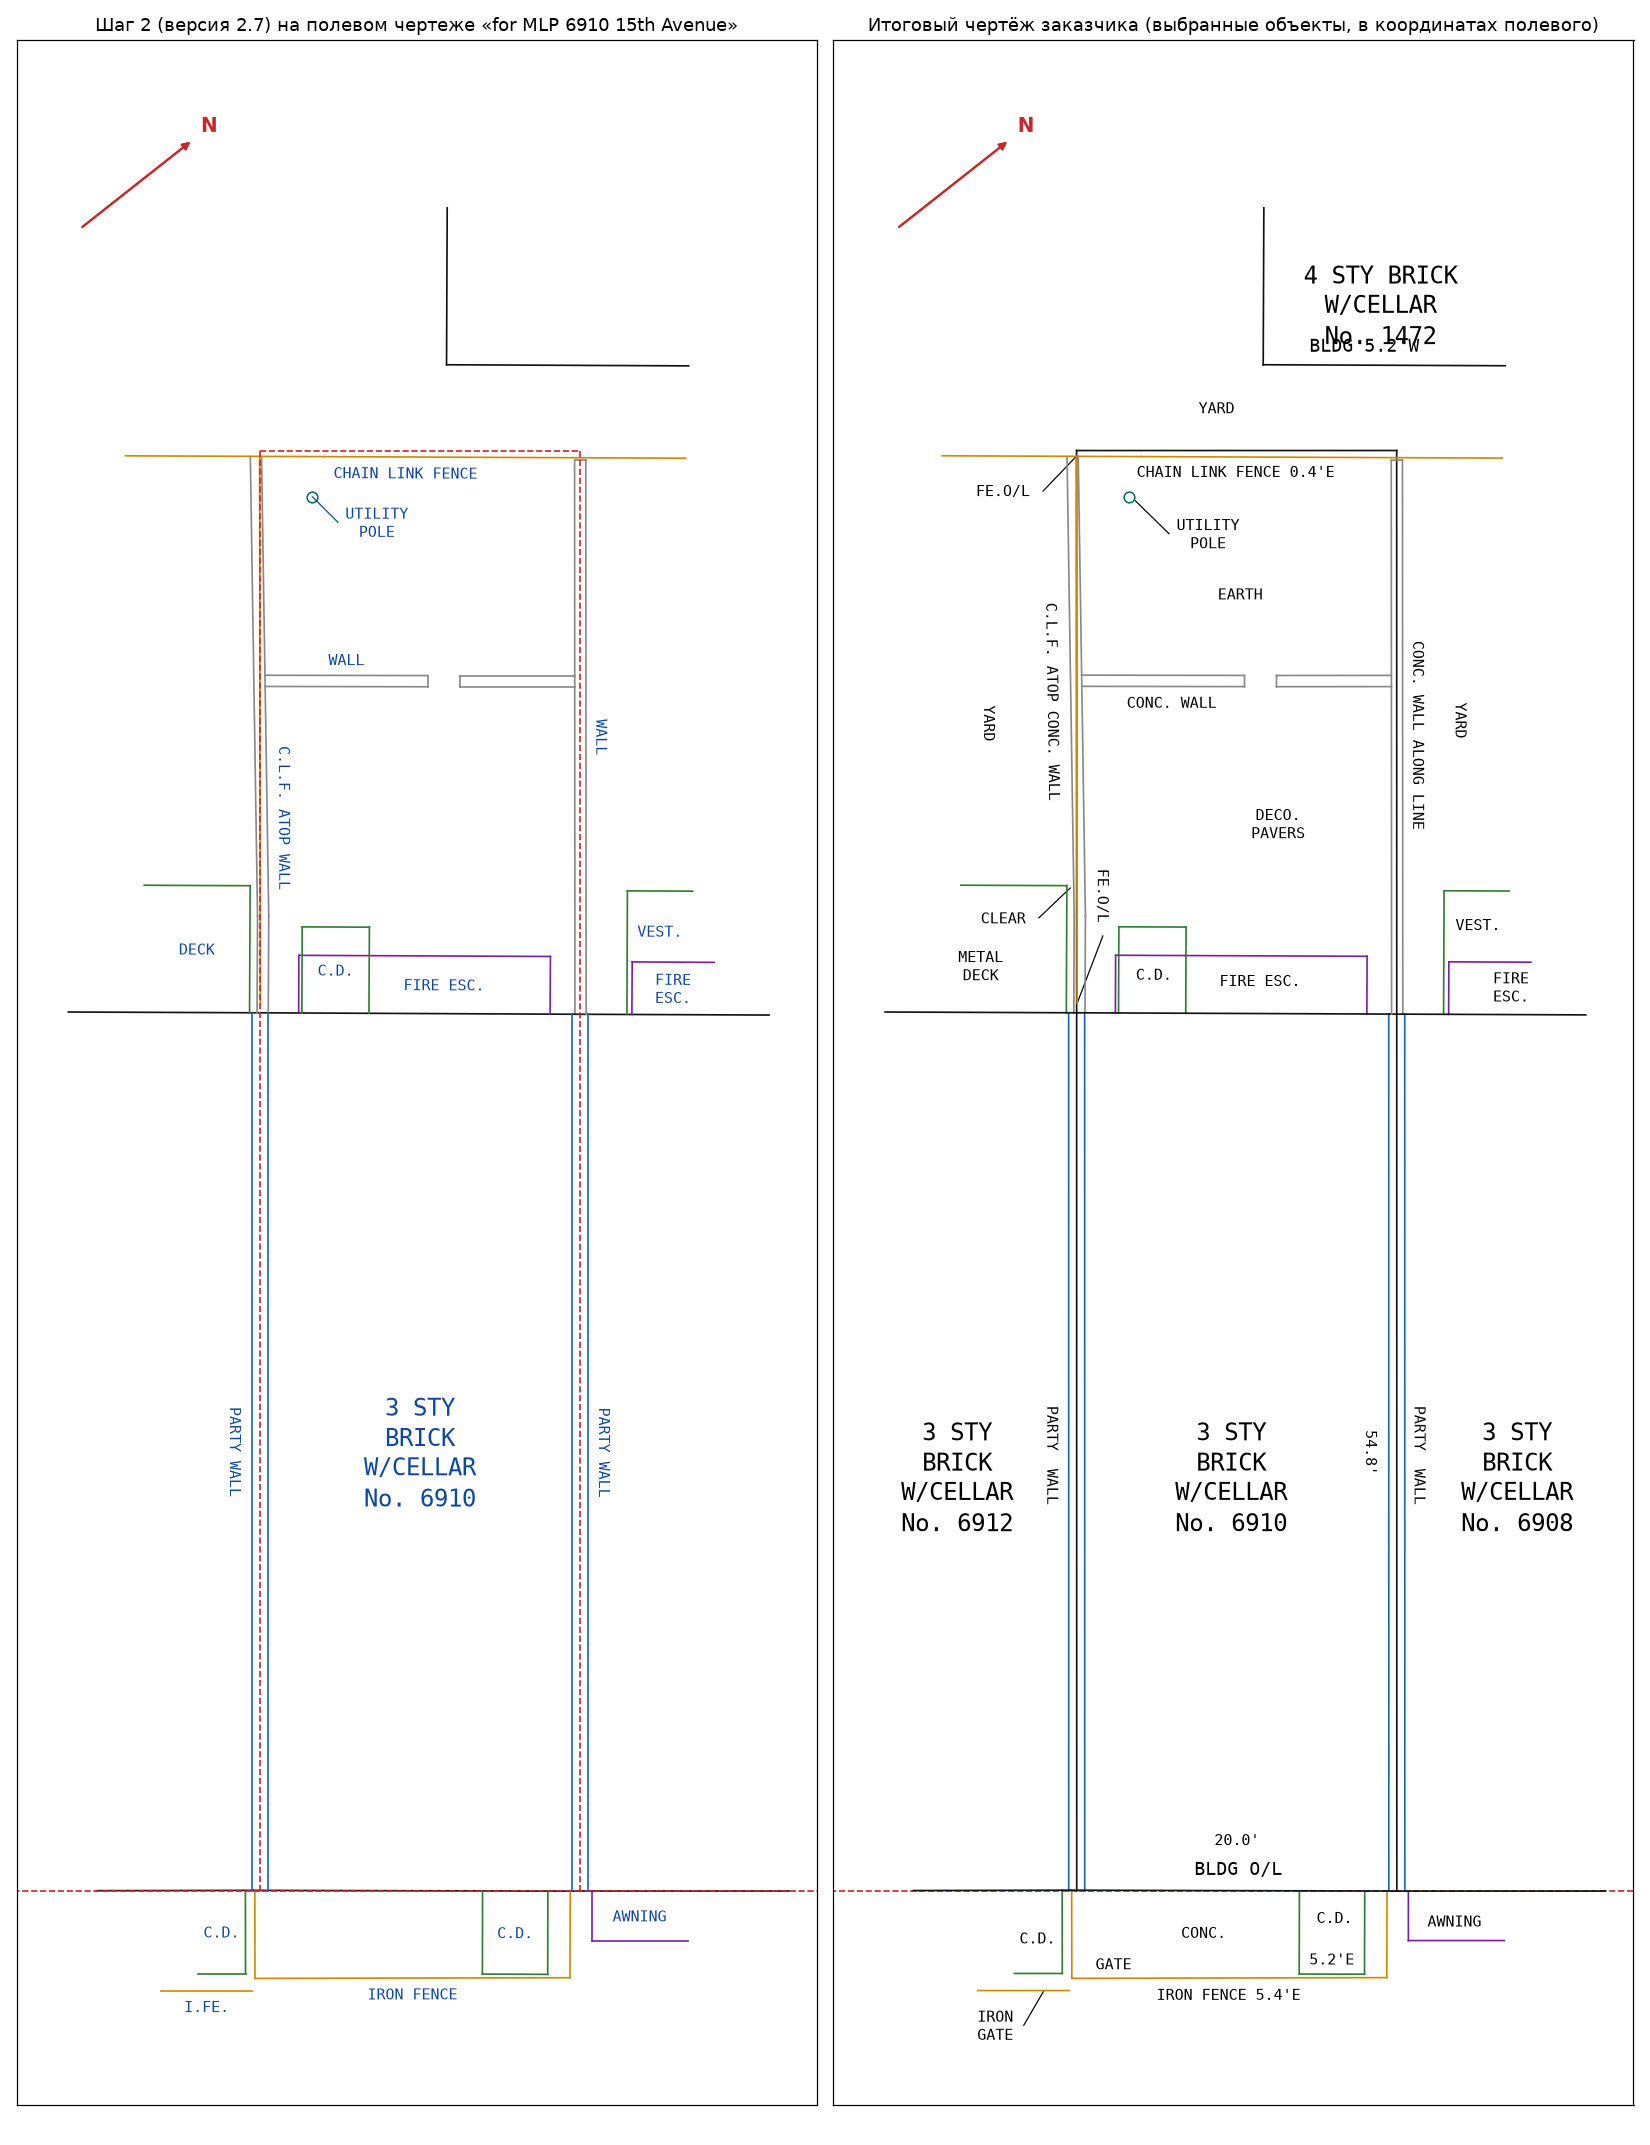 Шаг 2 (версия 2.7) на полевом чертеже «for MLP 6910 15th Avenue»
N
CHAIN LINK FENCE
UTILITY
POLE
WALL
WALL
C.L.F. ATOP WALL
DECK
C.D.
FIRE ESC.
VEST.
FIRE
ESC.
PARTY WALL
3 STY
BRICK
W/CELLAR
No. 6910
PARTY WALL
C.D.
C.D.
AWNING
I.FE.
IRON FENCE
Итоговый чертёж заказчика (выбранные объекты, в координатах полевого)
N
4 STY BRICK
W/CELLAR
No. 1472
BLDG 5.2'W
YARD
CHAIN LINK FENCE 0.4'E
FE.O/L
UTILITY
POLE
EARTH
C.L.F. ATOP CONC. WALL
CONC. WALL ALONG LINE
CONC. WALL
YARD
YARD
DECO.
PAVERS
FE.O/L
CLEAR
VEST.
METAL
DECK
C.D.
FIRE ESC.
FIRE
ESC.
3 STY
BRICK
W/CELLAR
No. 6912
PARTY WALL
3 STY
BRICK
W/CELLAR
No. 6910
54.8'
PARTY WALL
3 STY
BRICK
W/CELLAR
No. 6908
20.0'
BLDG O/L
C.D.
CONC.
C.D.
AWNING
GATE
5.2'E
IRON FENCE 5.4'E
IRON
GATE